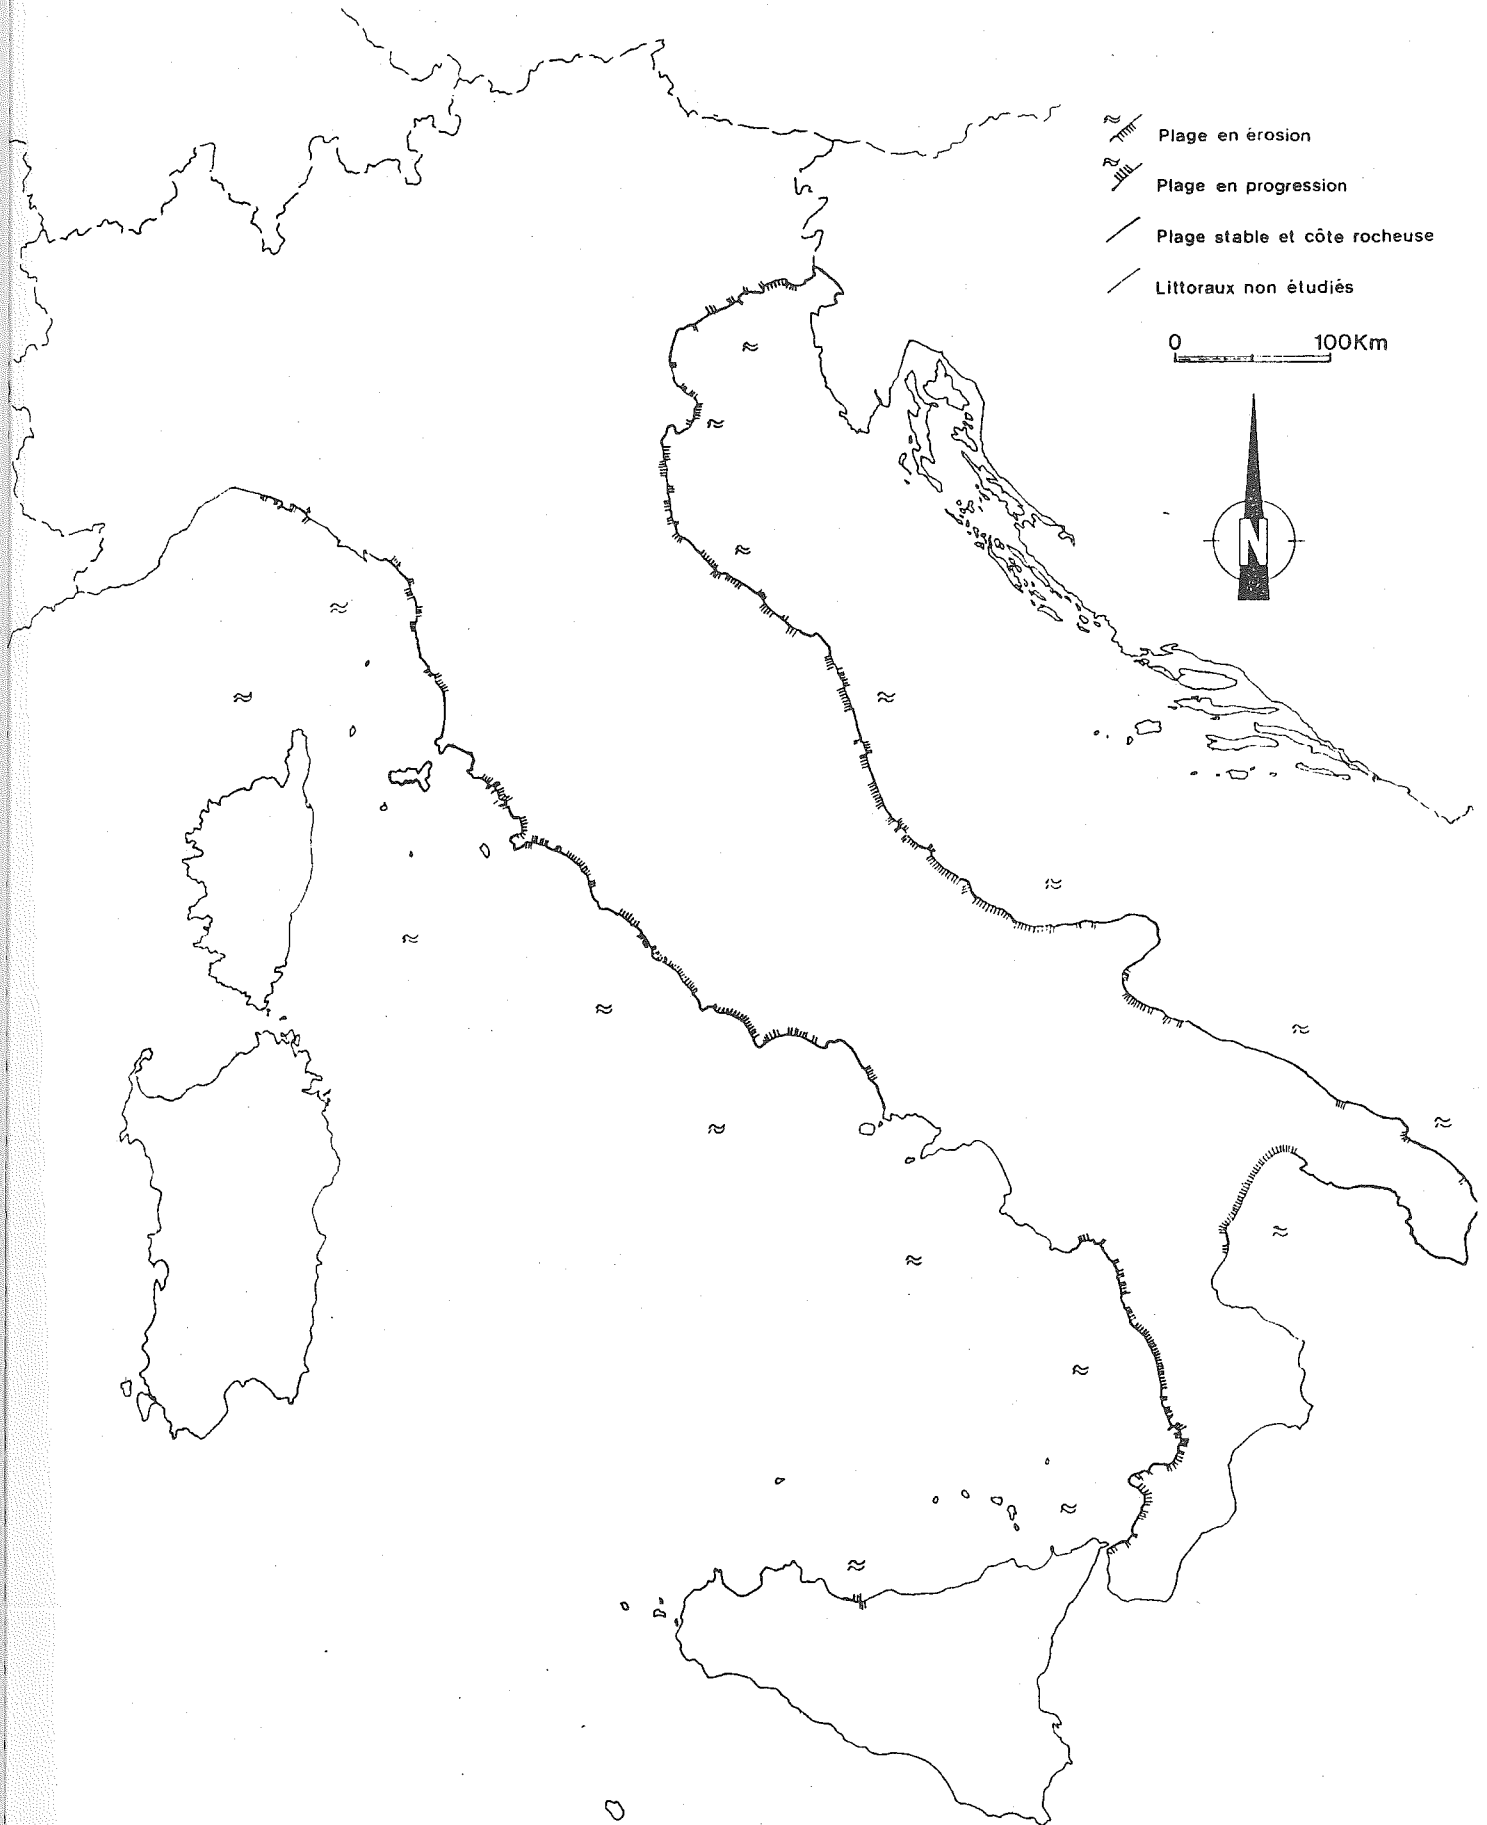 Plage en érosion
Plage en progression
Plage stable et côte rocheuse
Littoraux non étudiés
0 100Km
N